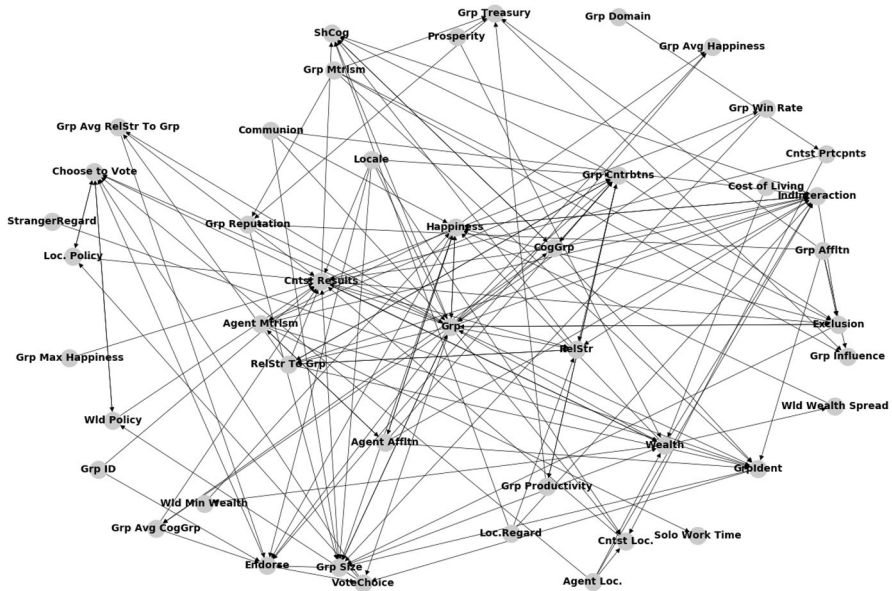 Grp Treasury
Grp Domain
ShCog
Prosperity
Grp Avg Happiness
Grp Mtrlsm
Grp Win Rate
Grp Avg RelStr To Grp
Communion
Cntst Prtcpnts
Locale
Choose to Vote
Grp Cntrbtns
Cost of Living
IndInteraction
StrangerRegard
Grp Reputation
Happiness
Loc. Policy
CogGrp
Grp Affltn
Cntst Results
Agent Mtrlsm
Grp
Exclusion
Grp Max Happiness
RelStr To Grp
RelStr
Grp Influence
Wld Wealth Spread
Wld Policy
Agent Affltn
Wealth
Grp ID
GrpIdent
Grp Productivity
Wld Min Wealth
Grp Avg CogGrp
Loc.Regard
Cntst Loc.
Solo Work Time
Endorse
Grp Size
VoteChoice
Agent Loc.